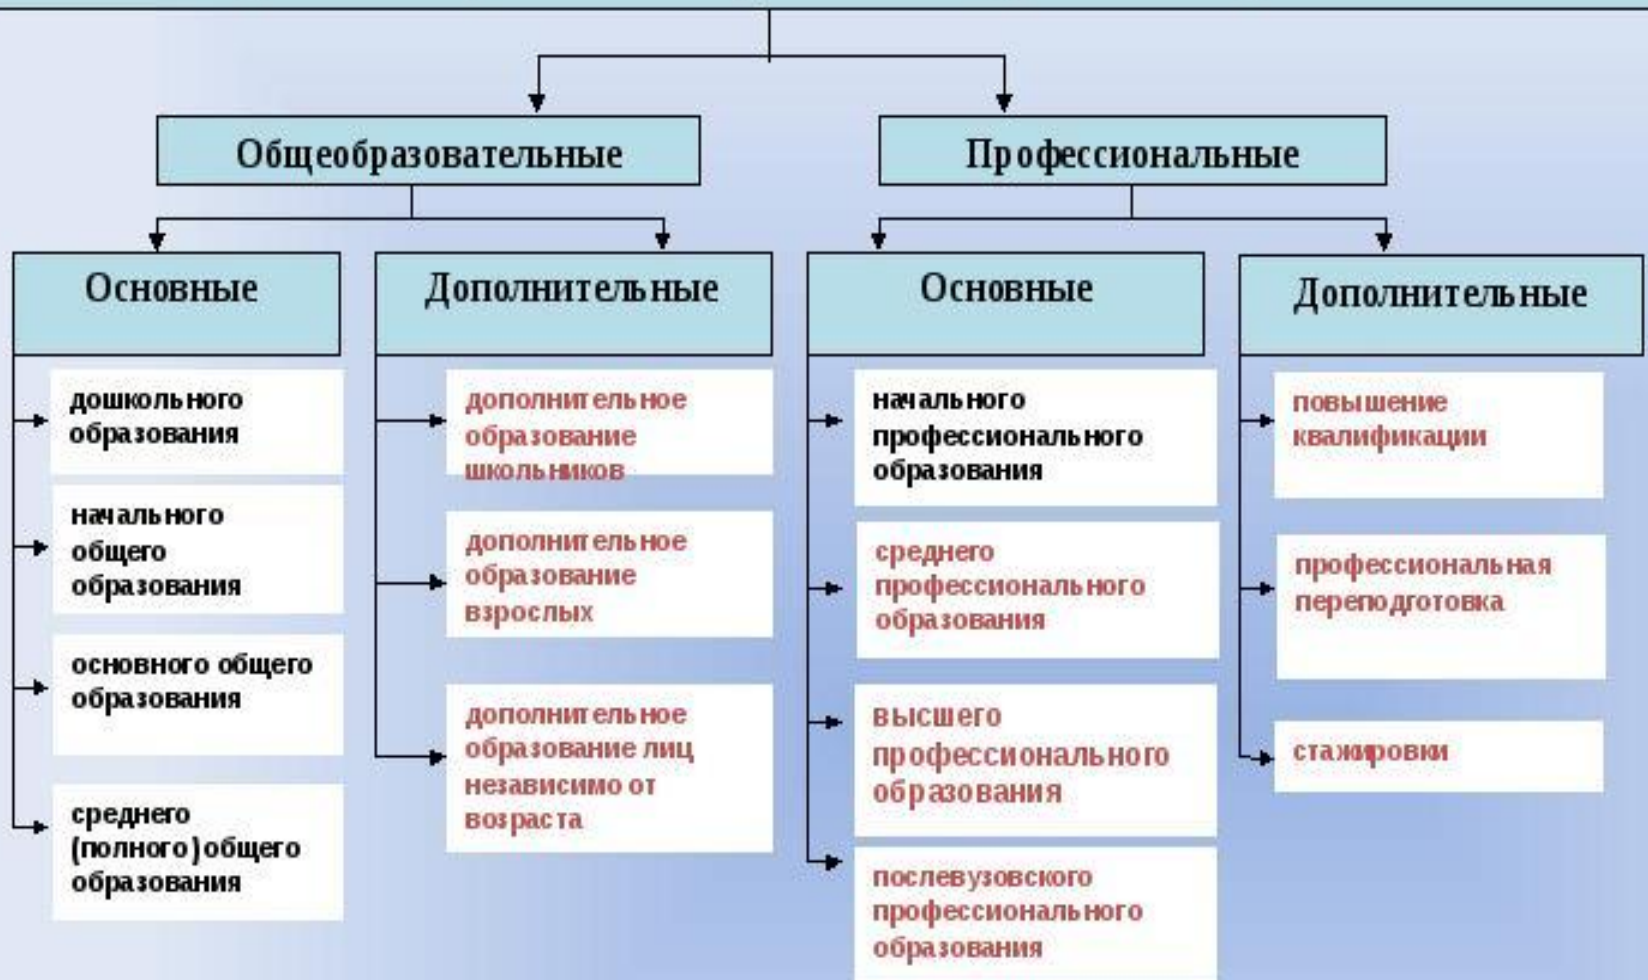 Общеобразовательные
Профессиональные
Основные
Дополнительные
Основные
Дополнительные
дошкольного
образования
начального
общего
образования
основного общего
образования
среднего
(полного) общего
образования
дополнительное
образование
школьников
дополнительное
образование
взрослых
дополнительное
образование лиц
независимо от
возраста
начального
профессионального
образования
среднего
профессионального
образования
высшего
профессионального
образования
послевузовского
профессионального
образования
повышение
квалификации
профессиональная
переподготовка
стажировки